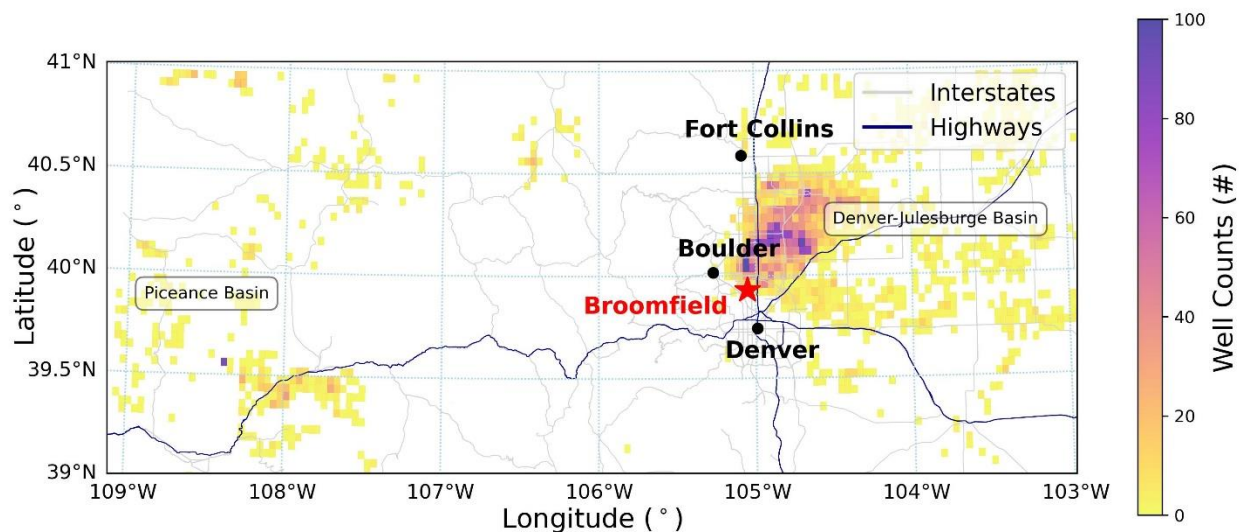 41°N
40.5°N
40°N
39.5°N
39°N
Latitude (°)
109°W
108°W
107°W
106°W
105°W
104°W
103°W
Longitude (°)
Interstates
Highways
Fort Collins
Denver-Julesburge Basin
Boulder
Piceance Basin
Broomfield
Denver
100
80
60
40
20
0
Well Counts (#)